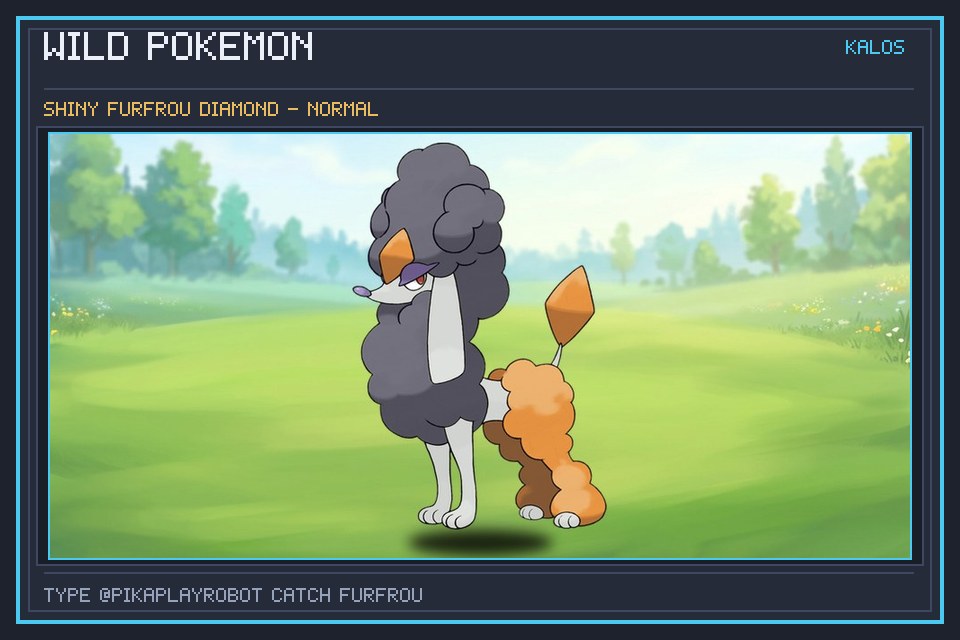 WILD POKEMON
KALOS
SHINY FURFROU DIAMOND - NORMAL
TYPE @PIKAPLAYROBOT CATCH FURFROU